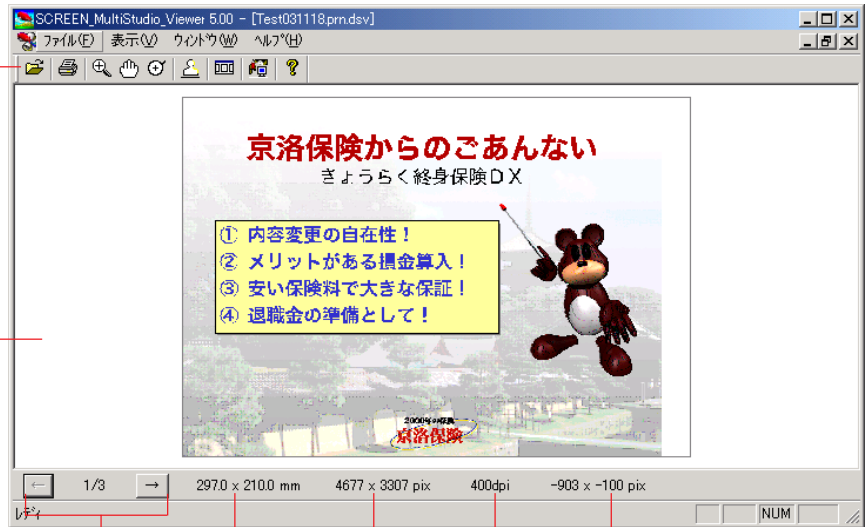 SCREEN_MultiStudio_Viewer 5.00 - [Test031118.prn.dsv]
ファイル(F) 表示(V) ウィンドウ(W) ヘルプ(H)
京洛保険からのごあんない
きょうらく終身保険DX
① 内容変更の自在性！
② メリットがある損金算入！
③ 安い保険料で大きな保証！
④ 退職金の準備として！
京洛保険
← 1/3 → 297.0 x 210.0 mm 4677 x 3307 pix 400dpi -903 x -100 pix
レディ NUM